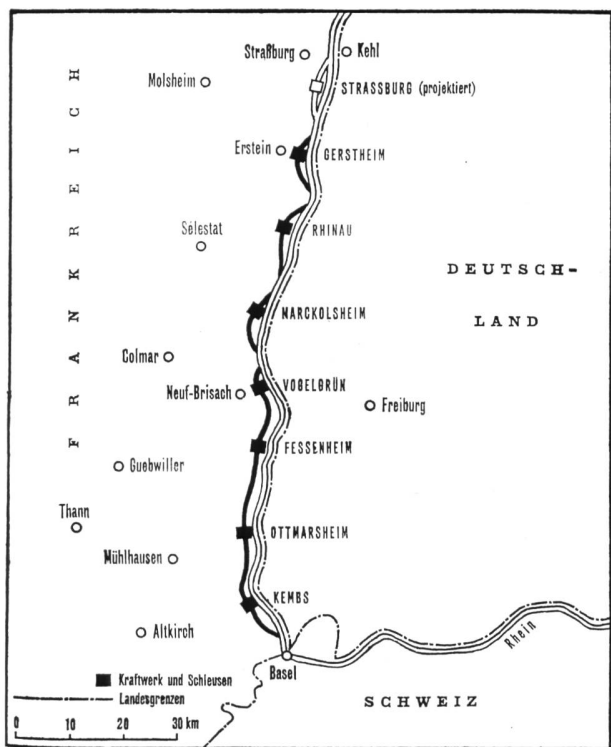 Straßburg
Kehl
Molsheim
STRASSBURG (projektiert)
Erstein
GERSTHEIM
FRANKREICH
Sélestat
RHINAU
DEUTSCH-
LAND
MARCKOLSHEIM
Colmar
VOGELGRÜN
Neuf-Brisach
Freiburg
FESSENHEIM
Guebwiller
Thann
OTTMARSHEIM
Mühlhausen
KEMBS
Altkirch
Rhein
Basel
Kraftwerk und Schleusen
Landesgrenzen
SCHWEIZ
0 10 20 30 km